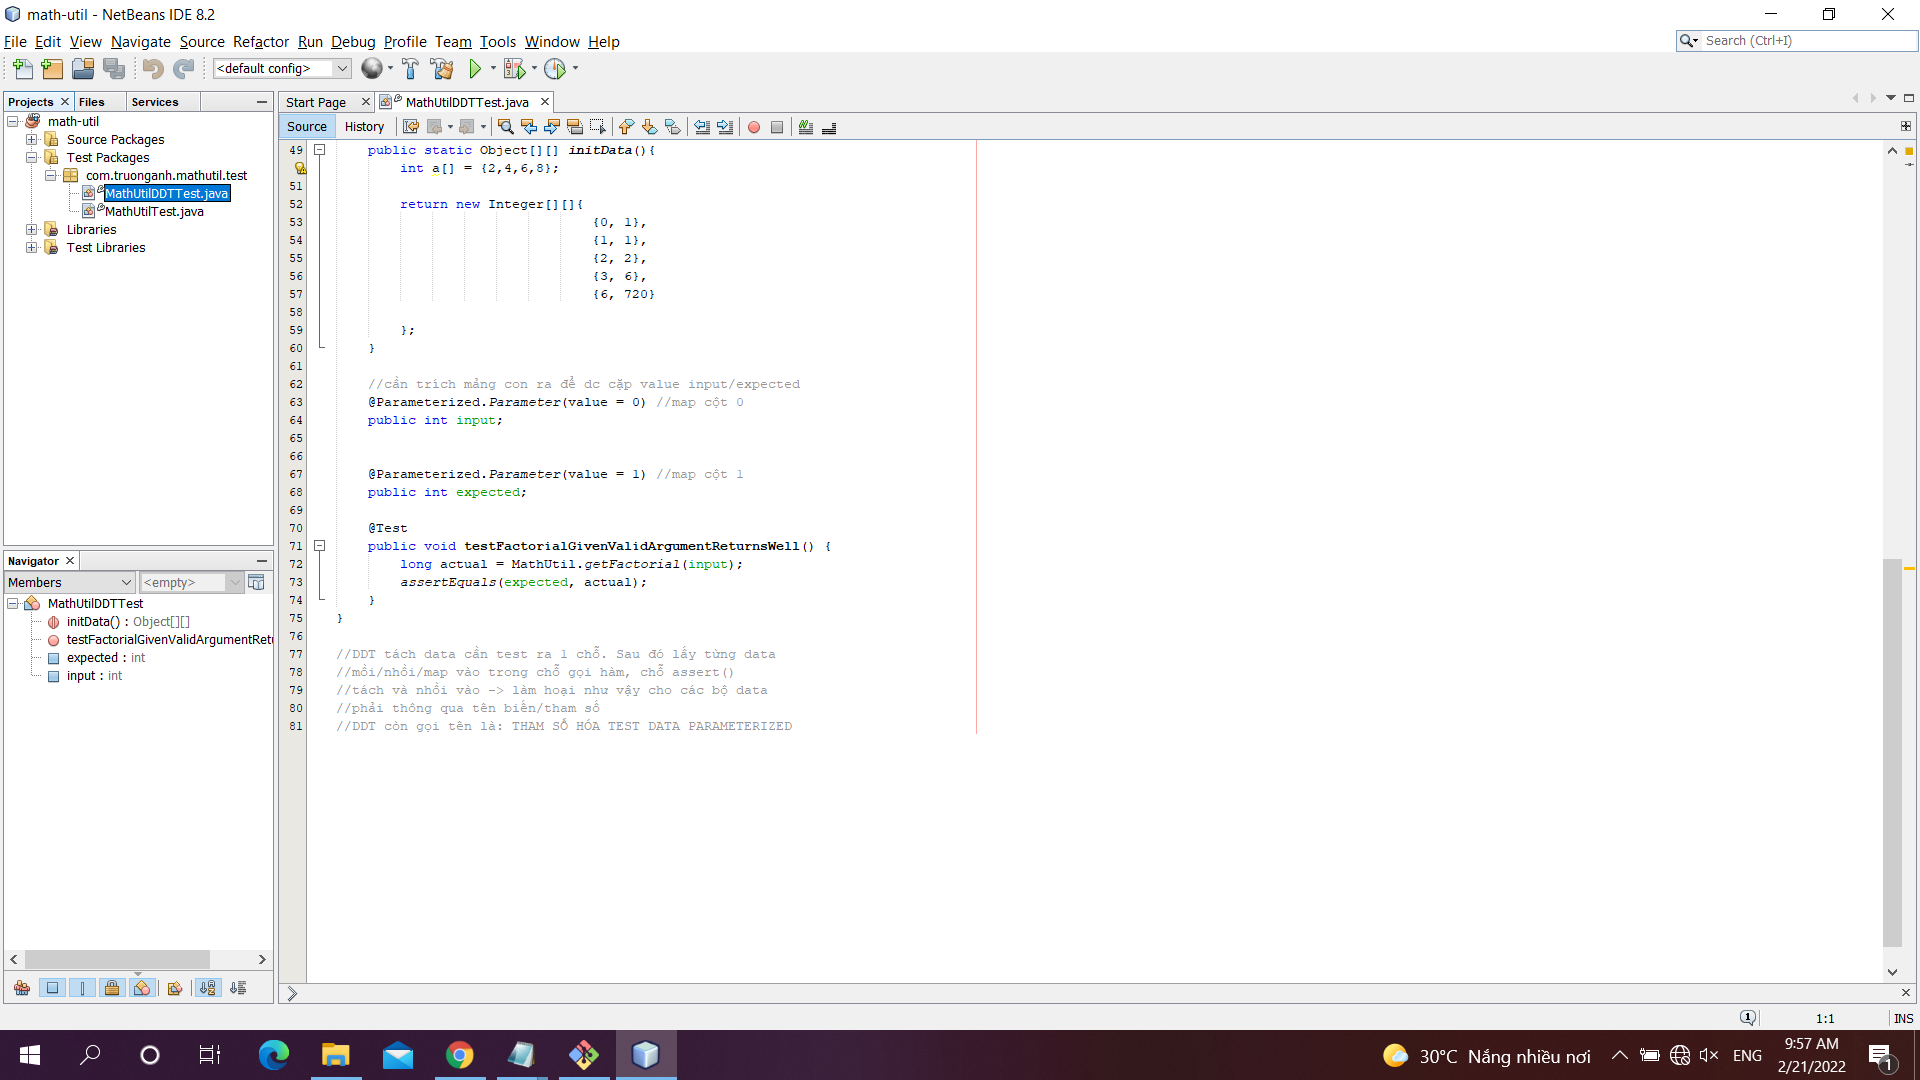 math-util - NetBeans IDE 8.2
File Edit View Navigate Source Refactor Run Debug Profile Team Tools Window Help
Search (Ctrl+I)
<default config>
Projects Files Services
math-util
Source Packages
Test Packages
com.truonganh.mathutil.test
MathUtilDDTTest.java
MathUtilTest.java
Libraries
Test Libraries
Navigator
Members <empty>
MathUtilDDTTest
initData() : Object[][]
testFactorialGivenValidArgumentRetu
expected : int
input : int
Start Page MathUtilDDTTest.java
Source History
49 public static Object[][] initData(){
int a[] = {2,4,6,8};
51
52 return new Integer[][]{
53 {0, 1},
54 {1, 1},
55 {2, 2},
56 {3, 6},
57 {6, 720}
58
59 };
60 }
61
62 //cần trích mảng con ra để dc cặp value input/expected
63 @Parameterized.Parameter(value = 0) //map cột 0
64 public int input;
65
66
67 @Parameterized.Parameter(value = 1) //map cột 1
68 public int expected;
69
70 @Test
71 public void testFactorialGivenValidArgumentReturnsWell() {
72 long actual = MathUtil.getFactorial(input);
73 assertEquals(expected, actual);
74 }
75 }
76
77 //DDT tách data cần test ra 1 chỗ. Sau đó lấy từng data
78 //mồi/nhồi/map vào trong chỗ gọi hàm, chỗ assert()
79 //tách và nhồi vào -> làm hoại như vậy cho các bộ data
80 //phải thông qua tên biến/tham số
81 //DDT còn gọi tên là: THAM SỐ HÓA TEST DATA PARAMETERIZED
1 1:1 INS
30°C Nắng nhiều nơi ENG
9:57 AM
2/21/2022
1